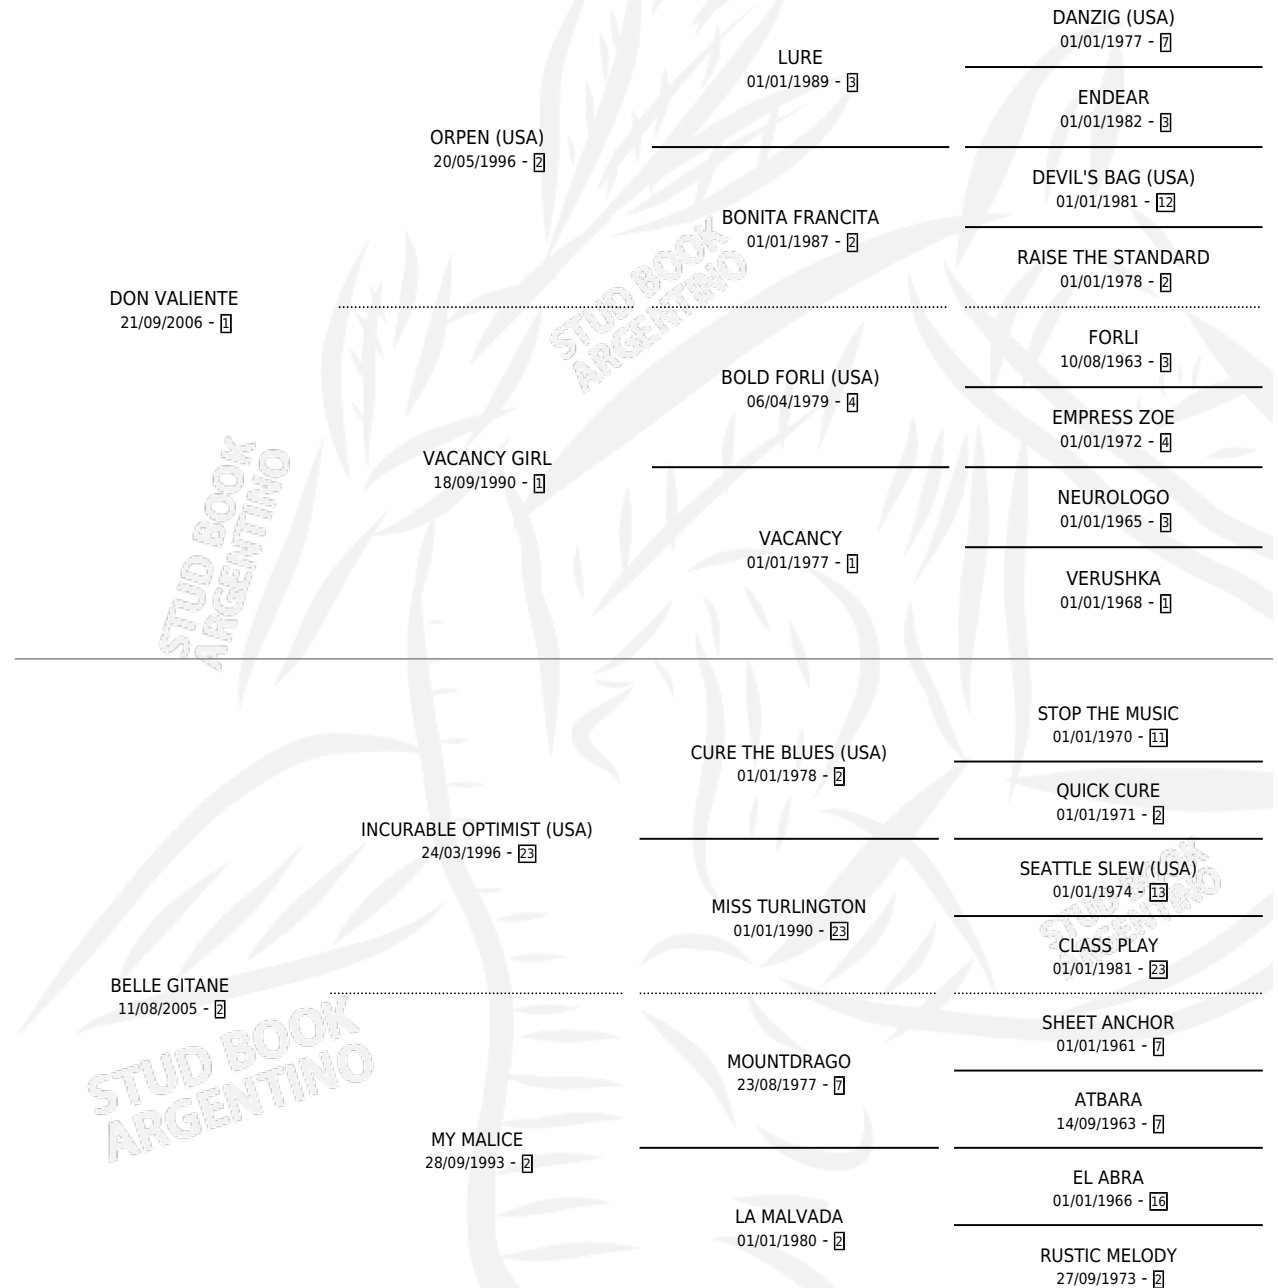 DANZIG (USA)
01/01/1977 - 7
LURE
01/01/1989 - 3
ENDEAR
01/01/1982 - 3
ORPEN (USA)
20/05/1996 - 2
DEVIL'S BAG (USA)
01/01/1981 - 12
BONITA FRANCITA
01/01/1987 - 2
RAISE THE STANDARD
01/01/1978 - 2
DON VALIENTE
21/09/2006 - 1
FORLI
10/08/1963 - 3
BOLD FORLI (USA)
06/04/1979 - 4
EMPRESS ZOE
01/01/1972 - 4
VACANCY GIRL
18/09/1990 - 1
NEUROLOGO
01/01/1965 - 3
VACANCY
01/01/1977 - 1
VERUSHKA
01/01/1968 - 1
STUD BOOK
ARGENTINO
STUD BOOK
ARGENTINO
STOP THE MUSIC
01/01/1970 - 11
CURE THE BLUES (USA)
01/01/1978 - 2
QUICK CURE
01/01/1971 - 2
INCURABLE OPTIMIST (USA)
24/03/1996 - 23
SEATTLE SLEW (USA)
01/01/1974 - 13
MISS TURLINGTON
01/01/1990 - 23
CLASS PLAY
01/01/1981 - 23
BELLE GITANE
11/08/2005 - 2
SHEET ANCHOR
01/01/1961 - 7
MOUNTDRAGO
23/08/1977 - 7
ATBARA
14/09/1963 - 7
MY MALICE
28/09/1993 - 2
EL ABRA
01/01/1966 - 16
LA MALVADA
01/01/1980 - 2
RUSTIC MELODY
27/09/1973 - 2
STUD BOOK
ARGENTINO
STUD BOOK
ARGENTINO